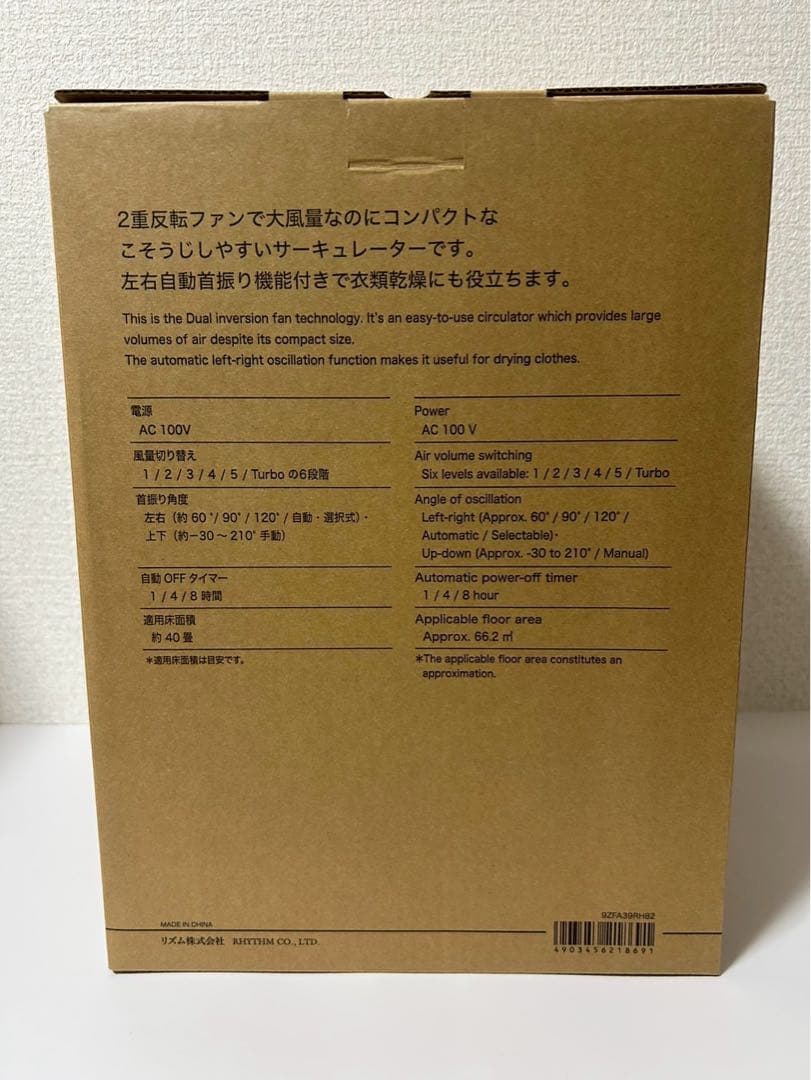 2重反転ファンで大風量なのにコンパクトな
こそうじしやすいサーキュレーターです。
左右自動首振り機能付きで衣類乾燥にも役立ちます。
This is the Dual inversion fan technology. It's an easy-to-use circulator which provides large
volumes of air despite its compact size.
The automatic left-right oscillation function makes it useful for drying clothes.
電源
AC 100V
風量切り替え
1 / 2 / 3 / 4 / 5 / Turbo の6段階
首振り角度
左右（約 60 °/ 90° / 120° / 自動・選択式）・
上下（約－30 ～ 210° 手動）
自動 OFF タイマー
1 / 4 / 8 時間
適用床面積
約 40 畳
＊適用床面積は目安です。
Power
AC 100 V
Air volume switching
Six levels available: 1 / 2 / 3 / 4 / 5 / Turbo
Angle of oscillation
Left-right (Approx. 60° / 90° / 120° /
Automatic / Selectable)・
Up-down (Approx. -30 to 210° / Manual)
Automatic power-off timer
1 / 4 / 8 hour
Applicable floor area
Approx. 66.2 ㎡
＊The applicable floor area constitutes an
approximation.
MADE IN CHINA
リズム株式会社 RHYTHM CO., LTD.
9ZFA39RH82
4903456218691